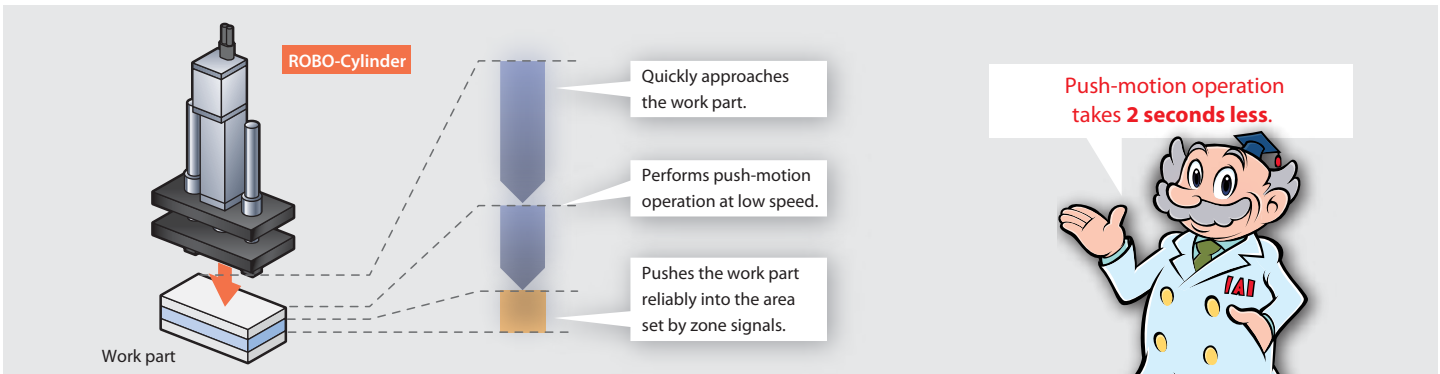 ROBO-Cylinder
Quickly approaches
the work part.
Performs push-motion
operation at low speed.
Pushes the work part
reliably into the area
set by zone signals.
Work part
Push-motion operation
takes 2 seconds less.
IAI